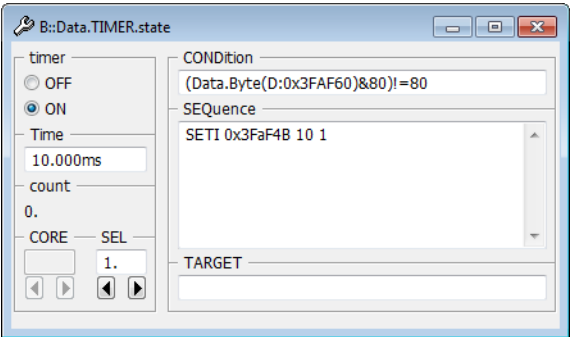 B::Data.TIMER.state
timer
OFF
ON
Time
10.000ms
count
0.
CORE SEL
1.
CONDition
(Data.Byte(D:0x3FAF60)&80)!=80
SEQuence
SETI 0x3FaF4B 10 1
TARGET